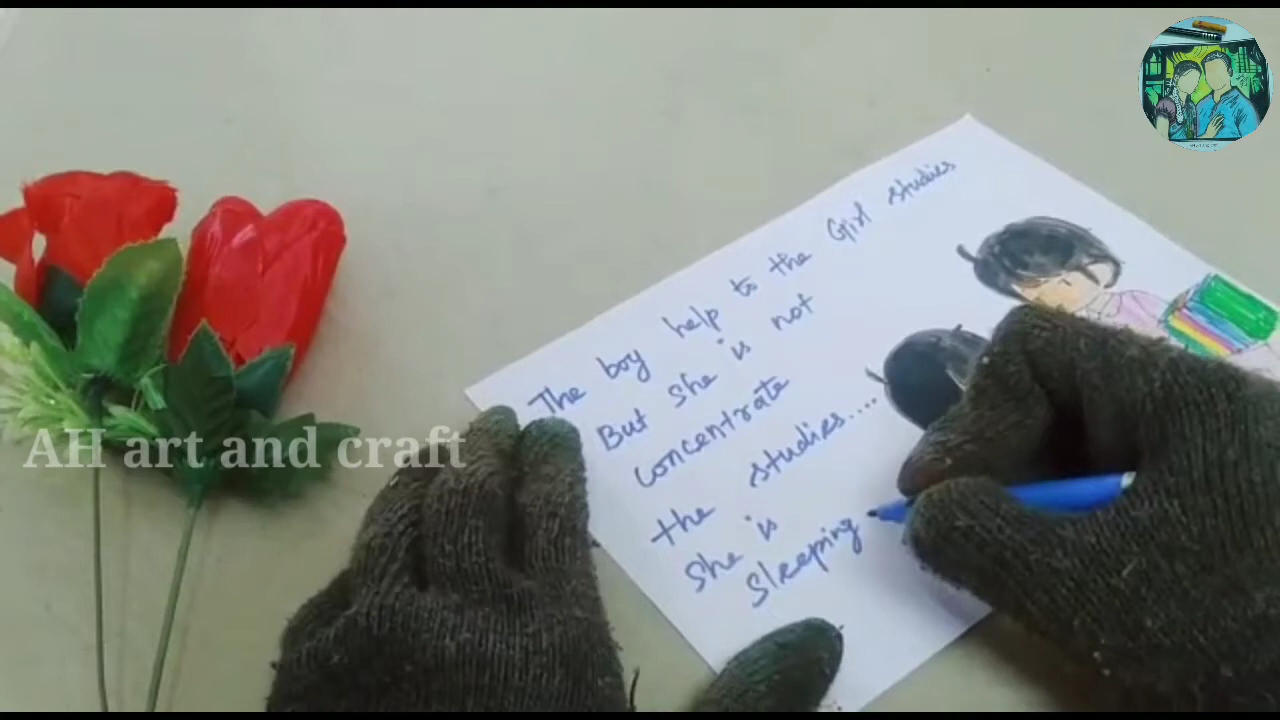 The boy help to the Girl studies
But she is not
concentrate
the studies....
She is
Sleeping
AH art and craft